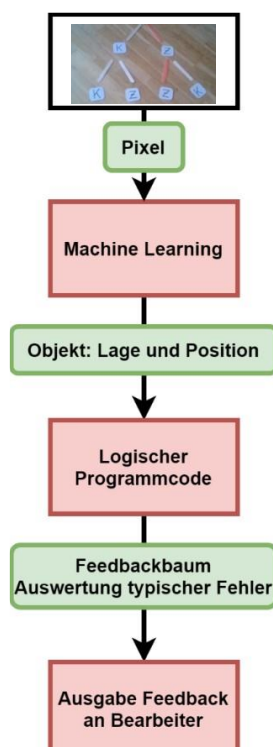 K Z
K Z Z K
Pixel
Machine Learning
Objekt: Lage und Position
Logischer
Programmcode
Feedbackbaum
Auswertung typischer Fehler
Ausgabe Feedback
an Bearbeiter